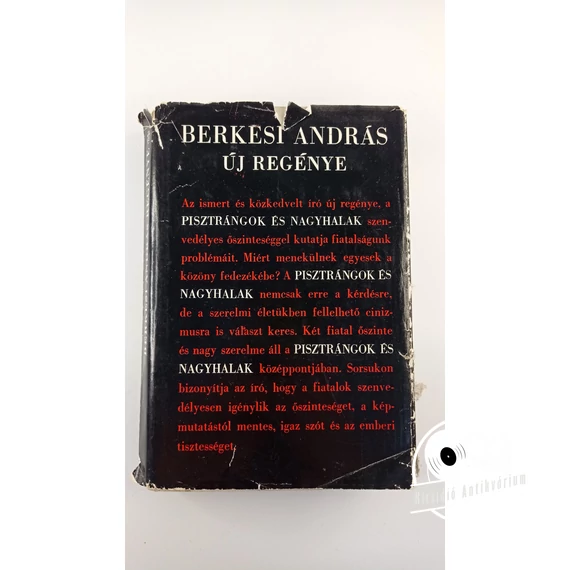 BERKESI ANDRÁS
ÚJ REGÉNYE
Az ismert és közkedvelt író új regénye, a
PISZTRÁNGOK ÉS NAGYHALAK szen-
vedélyes őszinteséggel kutatja fiatalságunk
problémáit. Miért menekülnek egyesek a
közöny fedezékébe? A PISZTRÁNGOK ÉS
NAGYHALAK nemcsak erre a kérdésre,
de a szerelmi életükben fellelhető ciniz-
musra is választ keres. Két fiatal őszinte
és nagy szerelme áll a PISZTRÁNGOK ÉS
NAGYHALAK középpontjában. Sorsukon
bizonyítja az író, hogy a fiatalok szenve-
délyesen igénylik az őszinteséget, a kép-
mutatástól mentes, igaz szót és az emberi
tisztességet.
Antikvárium